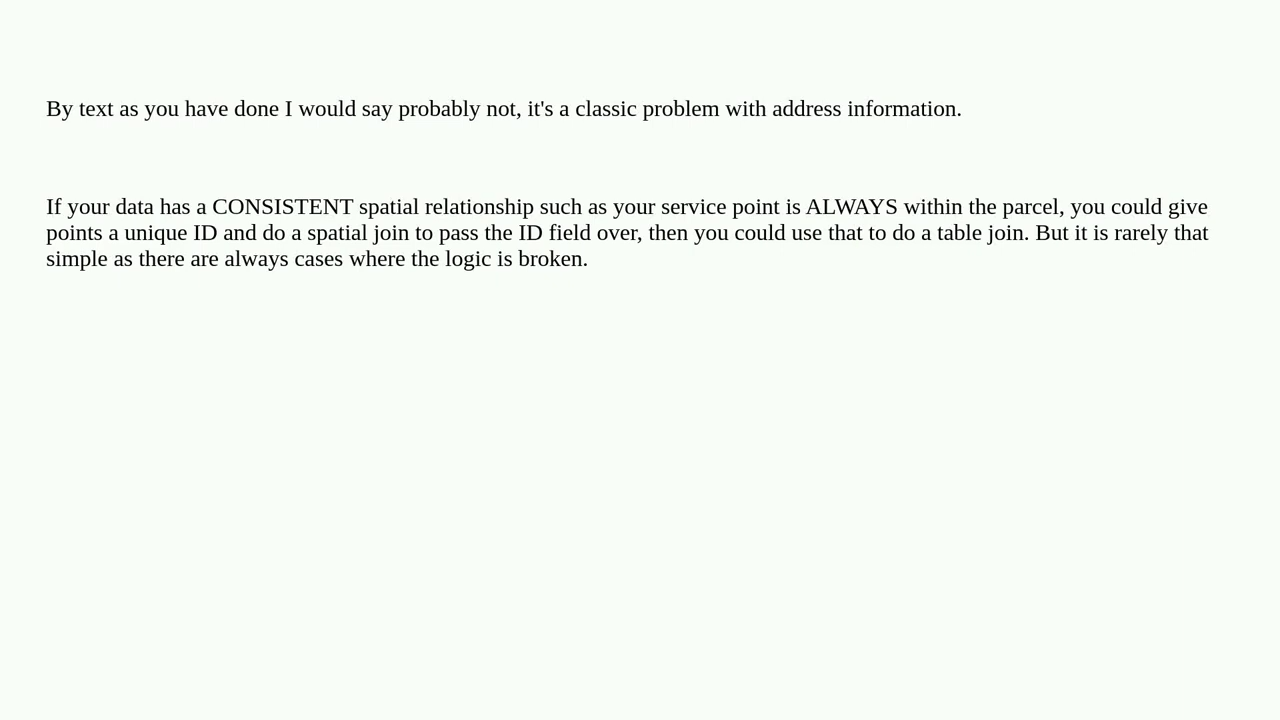 By text as you have done I would say probably not, it's a classic problem with address information.
If your data has a CONSISTENT spatial relationship such as your service point is ALWAYS within the parcel, you could give
points a unique ID and do a spatial join to pass the ID field over, then you could use that to do a table join. But it is rarely that
simple as there are always cases where the logic is broken.